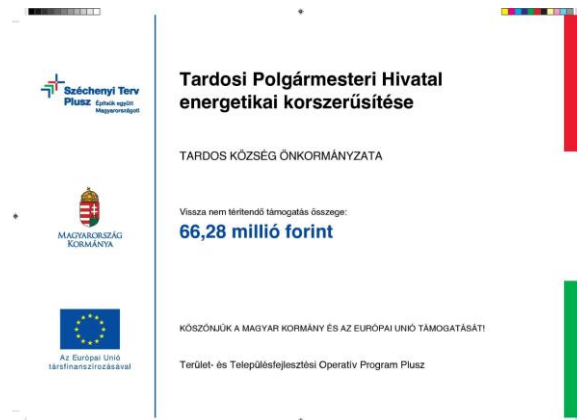 Széchenyi Terv
Plusz Építsük együtt
Magyarországot
Tardosi Polgármesteri Hivatal
energetikai korszerűsítése
TARDOS KÖZSÉG ÖNKORMÁNYZATA
MAGYARORSZÁG
KORMÁNYA
Vissza nem térítendő támogatás összege:
66,28 millió forint
Az Európai Unió
társfinanszírozásával
KÖSZÖNJÜK A MAGYAR KORMÁNY ÉS AZ EURÓPAI UNIÓ TÁMOGATÁSÁT!
Terület- és Településfejlesztési Operatív Program Plusz